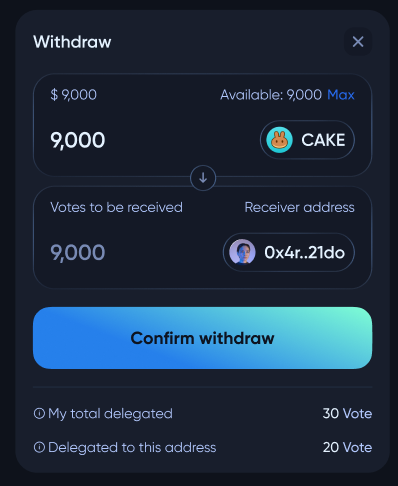 Withdraw
$ 9,000 Available: 9,000 Max
9,000 CAKE
Votes to be received Receiver address
9,000 0x4r..21do
Confirm withdraw
My total delegated 30 Vote
Delegated to this address 20 Vote